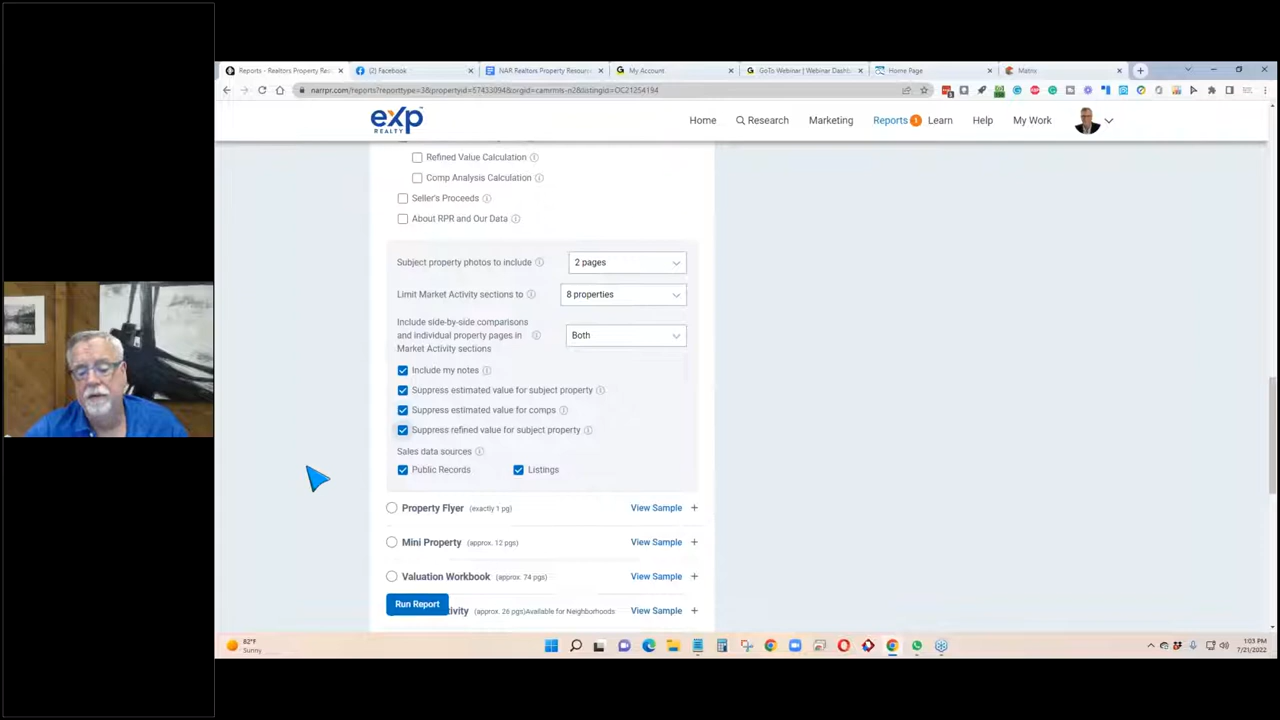 Reports - Realtors Property Res
(2) Facebook
NAR Realtors Property Resourc
My Account
GoTo Webinar | Webinar Dashb
Home Page
Matrix
narrpr.com/reports?reporttype=3&propertyid=57433094&orgid=camrmts-n2&listingid=OC21254194
exp
REALTY
Home
Research
Marketing
Reports 1
Learn
Help
My Work
Refined Value Calculation
Comp Analysis Calculation
Seller's Proceeds
About RPR and Our Data
Subject property photos to include
2 pages
Limit Market Activity sections to
8 properties
Include side-by-side comparisons
and individual property pages in
Market Activity sections
Both
Include my notes
Suppress estimated value for subject property
Suppress estimated value for comps
Suppress refined value for subject property
Sales data sources
Public Records
Listings
Property Flyer (exactly 1 pg)
View Sample +
Mini Property (approx. 12 pgs)
View Sample +
Valuation Workbook (approx. 74 pgs)
View Sample +
Run Report
tivity (approx. 26 pgs) Available for Neighborhoods
View Sample +
82°F
Sunny
1:03 PM
7/21/2022